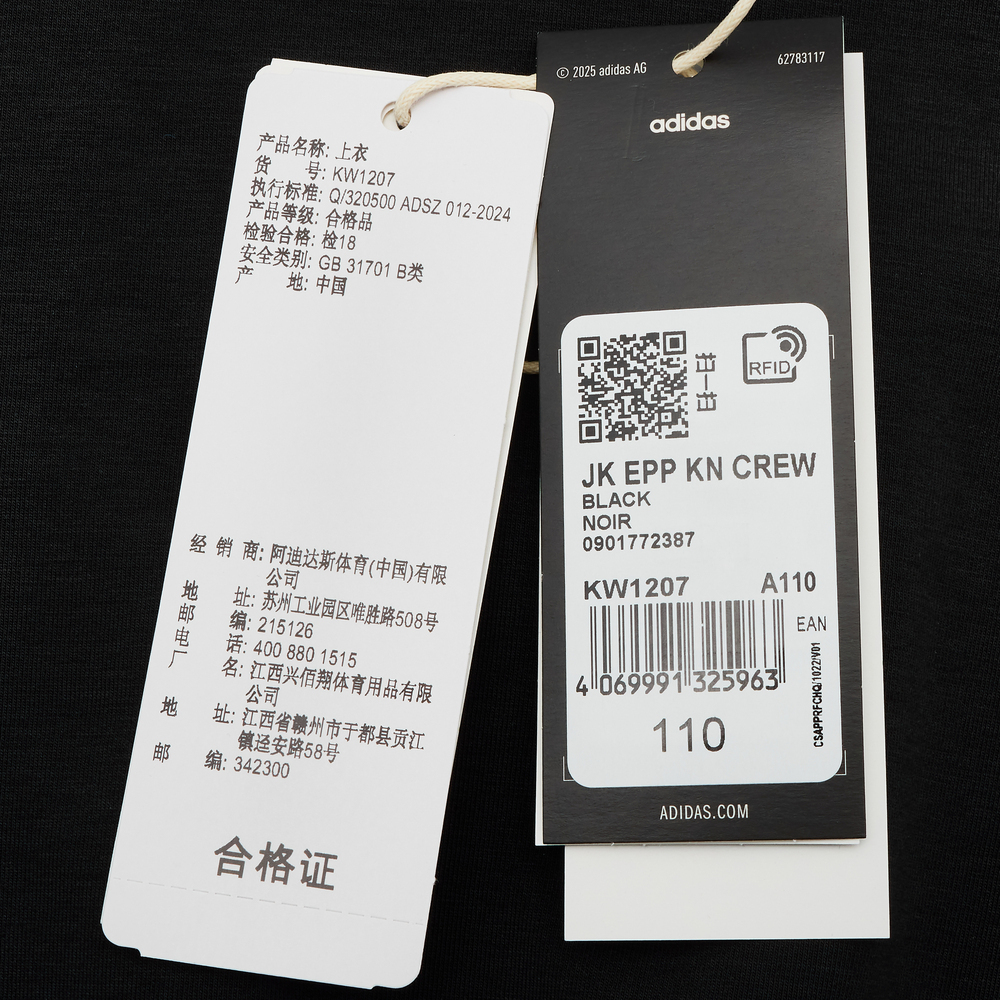 产品名称: 上衣
货 号: KW1207
执行标准: Q/320500 ADSZ 012-2024
产品等级: 合格品
检验合格: 检18
安全类别: GB 31701 B类
产 地: 中国
经 销 商: 阿迪达斯体育(中国)有限
公司
地 址: 苏州工业园区唯胜路508号
邮 编: 215126
电 话: 400 880 1515
厂 名: 江西兴佰翔体育用品有限
公司
地 址: 江西省赣州市于都县贡江
镇迳安路58号
邮 编: 342300
合格证
© 2025 adidas AG
62783117
adidas
扫一扫
RFID
JK EPP KN CREW
BLACK
NOIR
0901772387
KW1207 A110
EAN
4 069991 325963
CSAPPRFCHQ/1022/V01
110
ADIDAS.COM